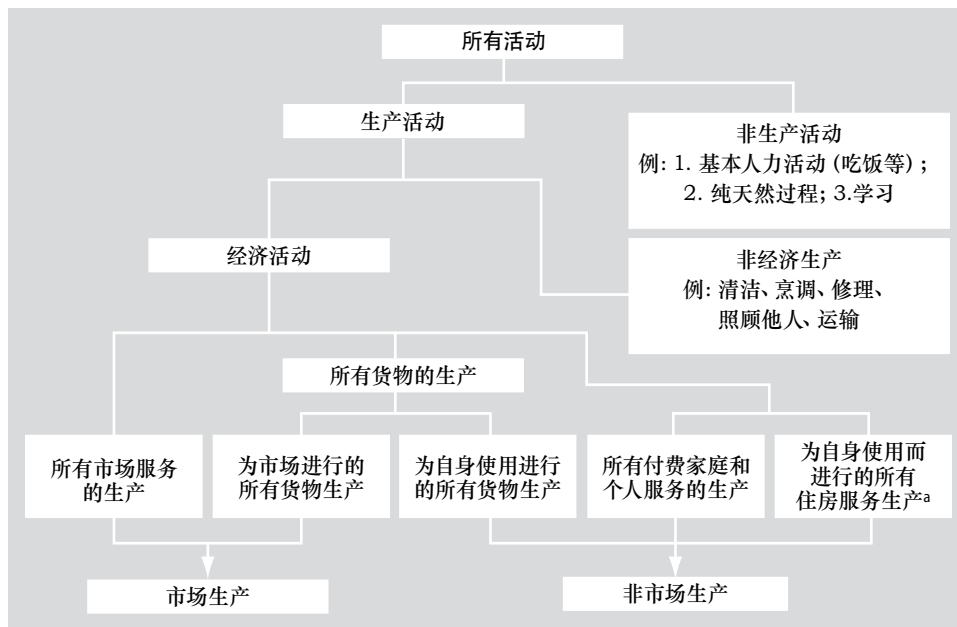 所有活动
生产活动
非生产活动
例: 1. 基本人力活动 (吃饭等) ;
2. 纯天然过程; 3.学习
经济活动
非经济生产
例: 清洁、烹调、修理、
照顾他人、运输
所有货物的生产
所有市场服务
的生产
为市场进行的
所有货物生产
为自身使用进行
的所有货物生产
所有付费家庭和
个人服务的生产
为自身使用而
进行的所有
住房服务生产a
市场生产
非市场生产